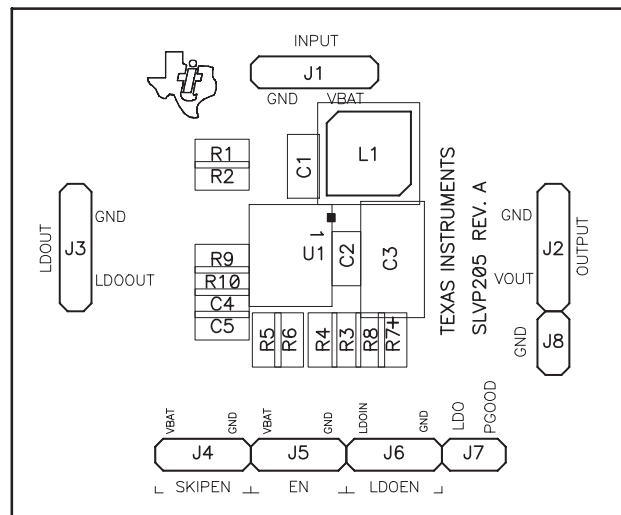 INPUT
J1
GND VBAT
R1
R2
C1
L1
TEXAS INSTRUMENTS
SLVP205 REV. A
LDOUT
J3
GND
LDOOUT
GND
J2
VOUT
OUTPUT
R9
R10
C4
C5
1
U1
C2
C3
GND
J8
R5
R6
R4
R3
R8
R7+
VBAT
GND
VBAT
GND
LDOIN
GND
LDO
PGOOD
J4
J5
J6
J7
SKIPEN
EN
LDOEN